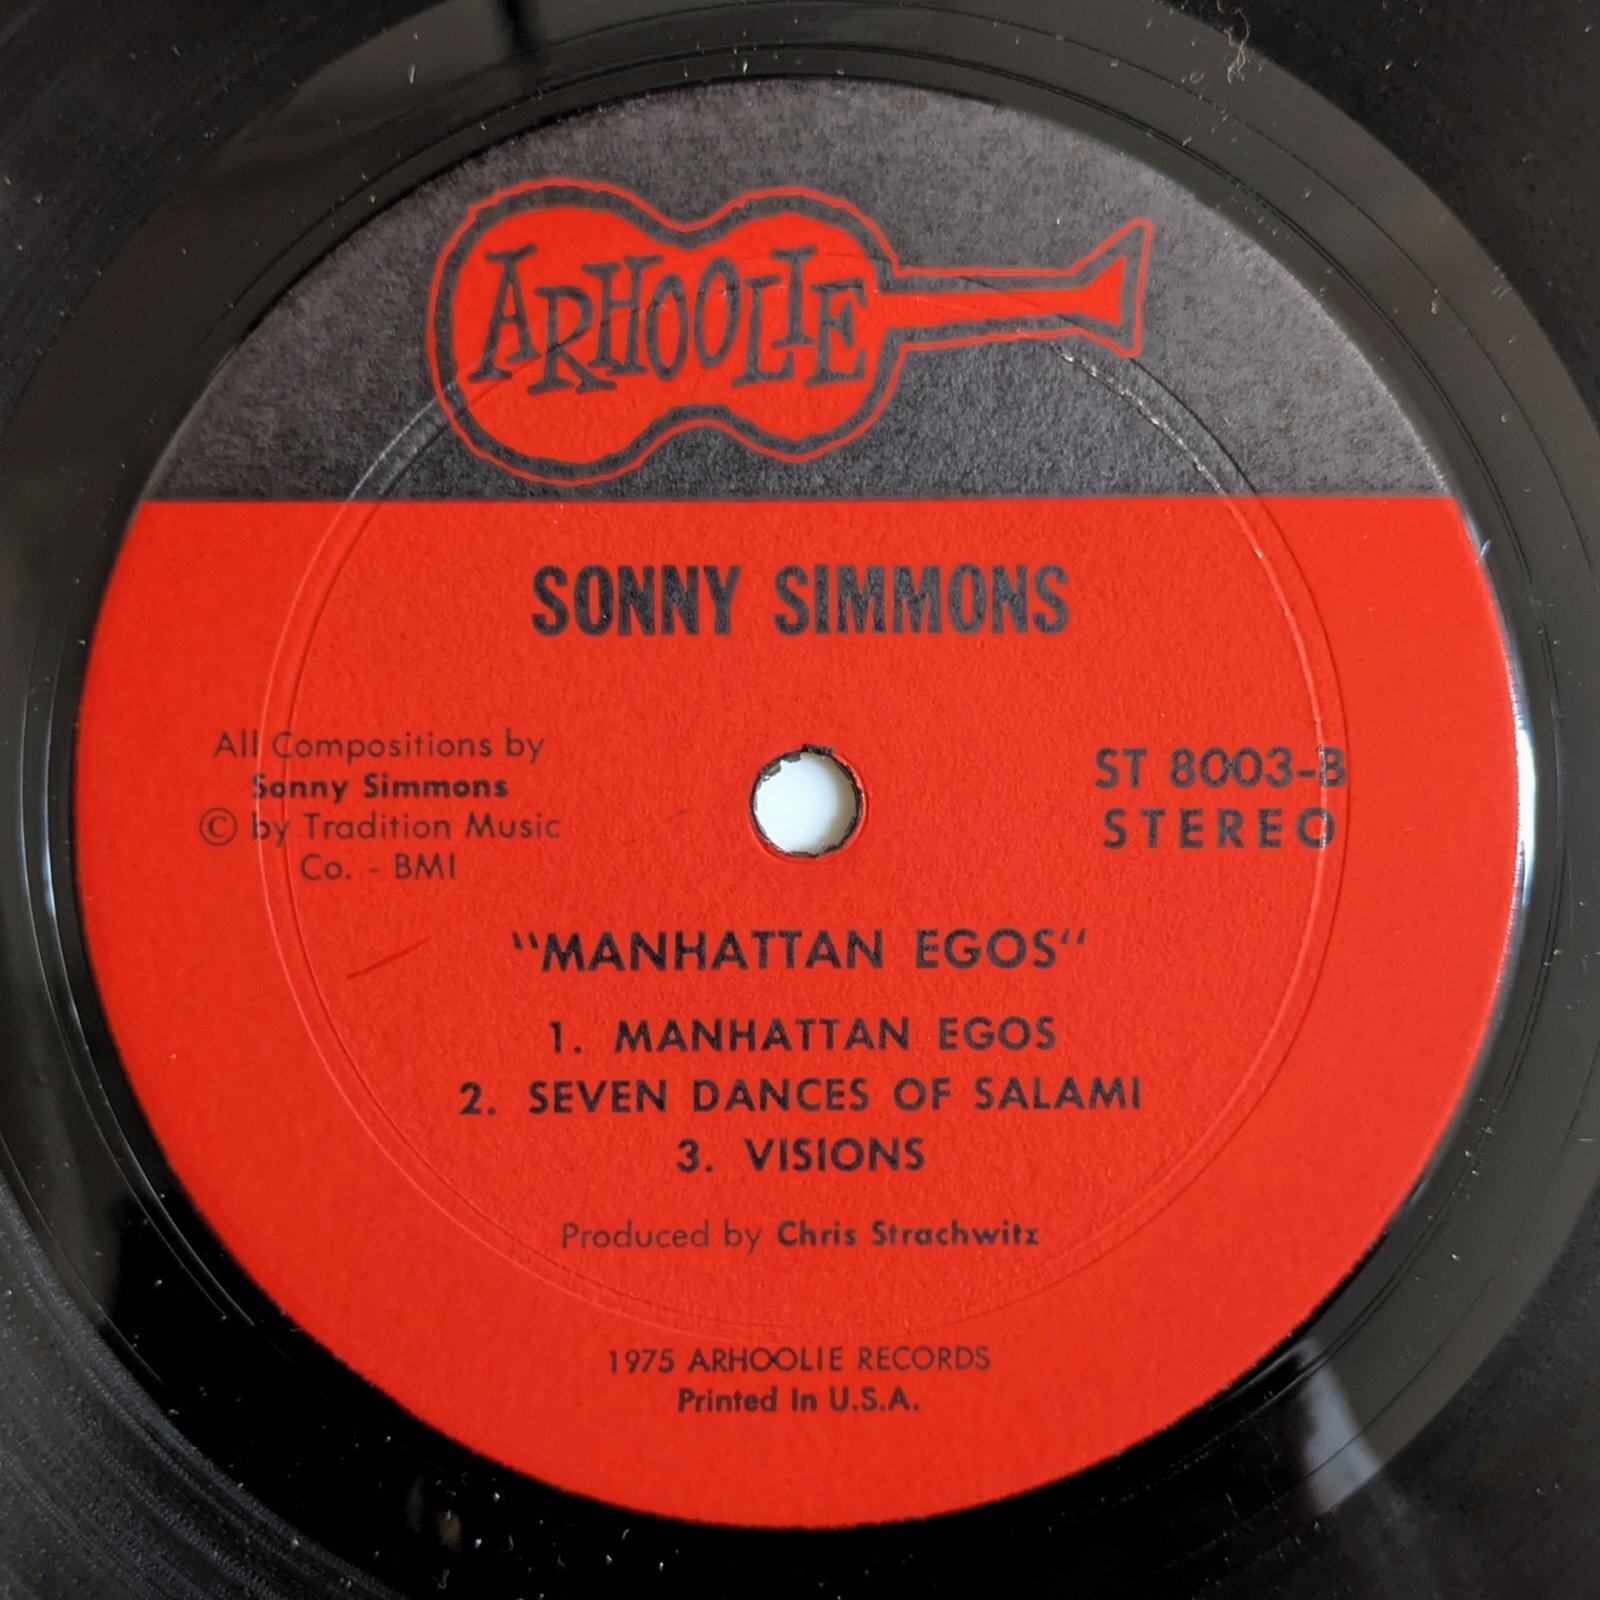 ARHOOLIE
SONNY SIMMONS
All Compositions by
Sonny Simmons
© by Tradition Music
Co. - BMI
ST 8003-B
STEREO
"MANHATTAN EGOS"
1. MANHATTAN EGOS
2. SEVEN DANCES OF SALAMI
3. VISIONS
Produced by Chris Strachwitz
1975 ARHOOLIE RECORDS
Printed in U.S.A.